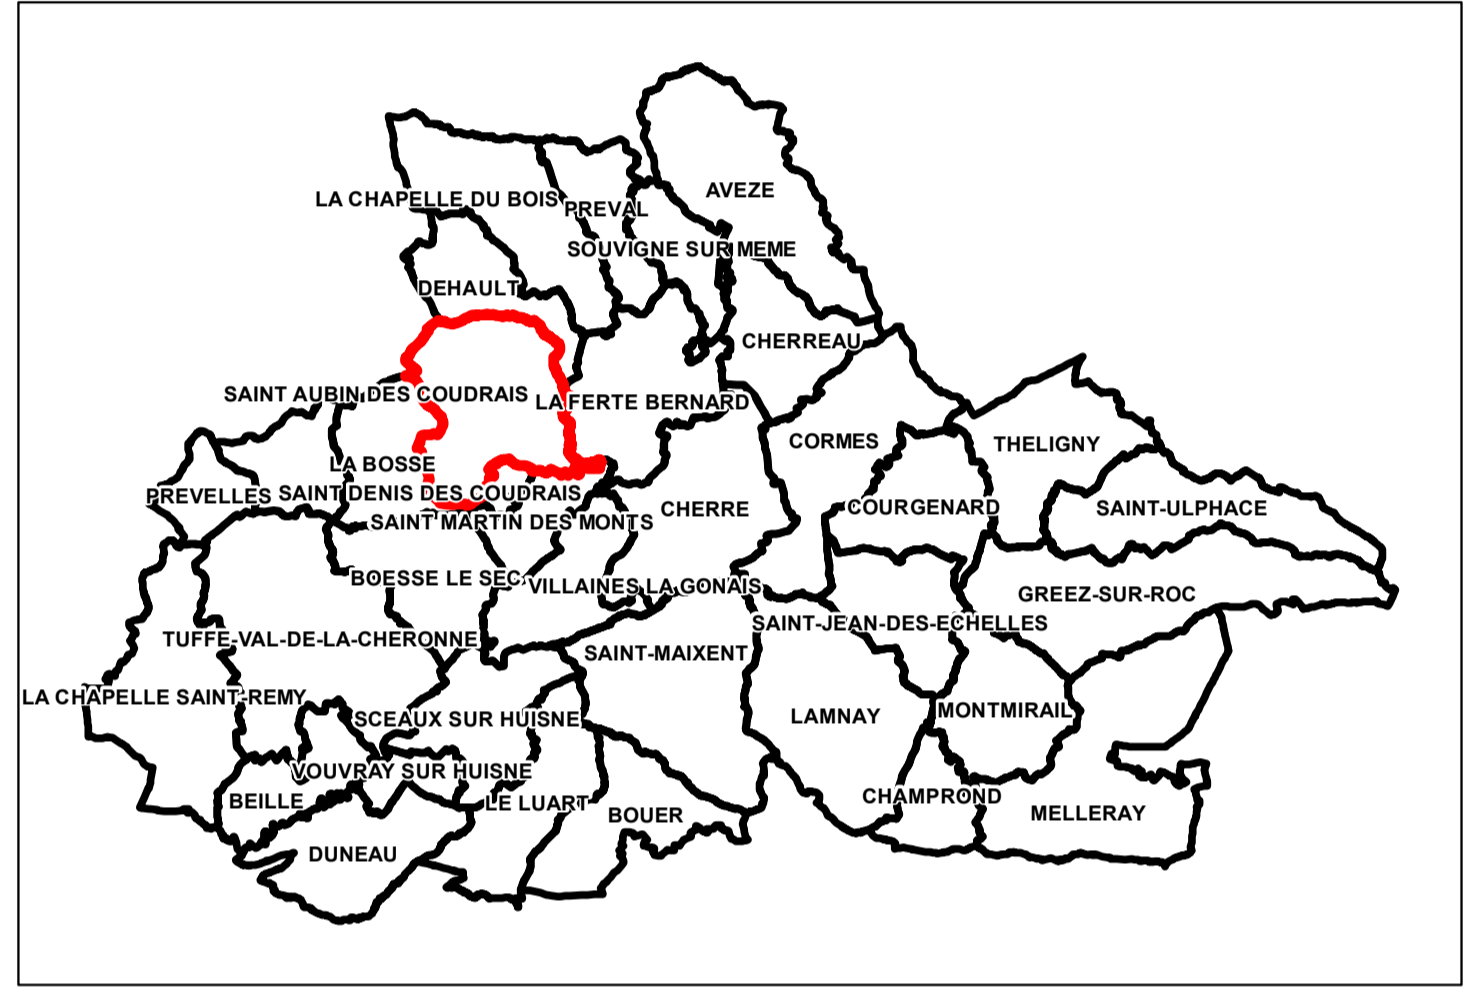 AVEZE
LA CHAPELLE DU BOIS
PREVAL
SOUVIGNE SUR MEME
DEHAULT
CHERREAU
SAINT AUBIN DES COUDRAIS
LA FERTE BERNARD
CORMES
THELIGNY
LA BOSSE
PREVELLES
SAINT DENIS DES COUDRAIS
CHERRE
COURGENARD
SAINT-ULPHACE
SAINT MARTIN DES MONTS
BOESSE LE SEC
VILLAINES LA GONAIS
GREEZ-SUR-ROC
SAINT-JEAN-DES-ECHELLES
TUFFE-VAL-DE-LA-CHERONNE
SAINT-MAIXENT
LA CHAPELLE SAINT-REMY
SCEAUX SUR HUISNE
LAMNAY
MONTMIRAIL
VOUVRAY SUR HUISNE
BEILLE
LE LUART
BOUER
CHAMPROND
MELLERAY
DUNEAU